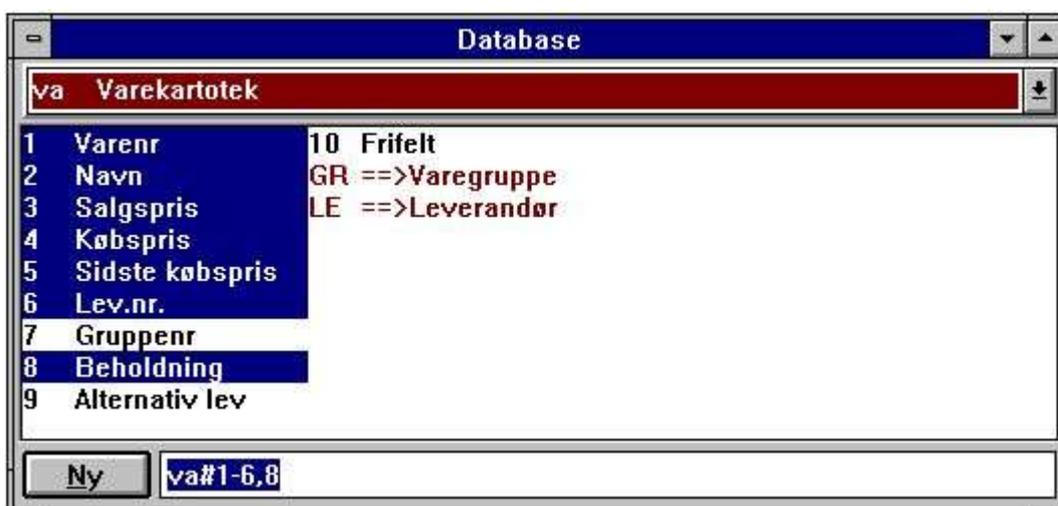 Database
va Varekartotek
1 Varenr
2 Navn
3 Salgspris
4 Købspris
5 Sidste købspris
6 Lev.nr.
7 Gruppenr
8 Beholdning
9 Alternativ lev
10 Frifelt
GR ==>Varegruppe
LE ==>Leverandør
Ny va#1-6,8